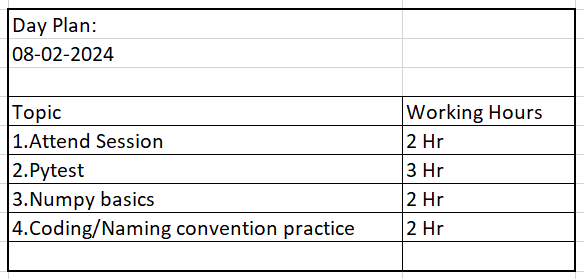 Day Plan:
08-02-2024
Topic Working Hours
1.Attend Session 2 Hr
2.Pytest 3 Hr
3.Numpy basics 2 Hr
4.Coding/Naming convention practice 2 Hr